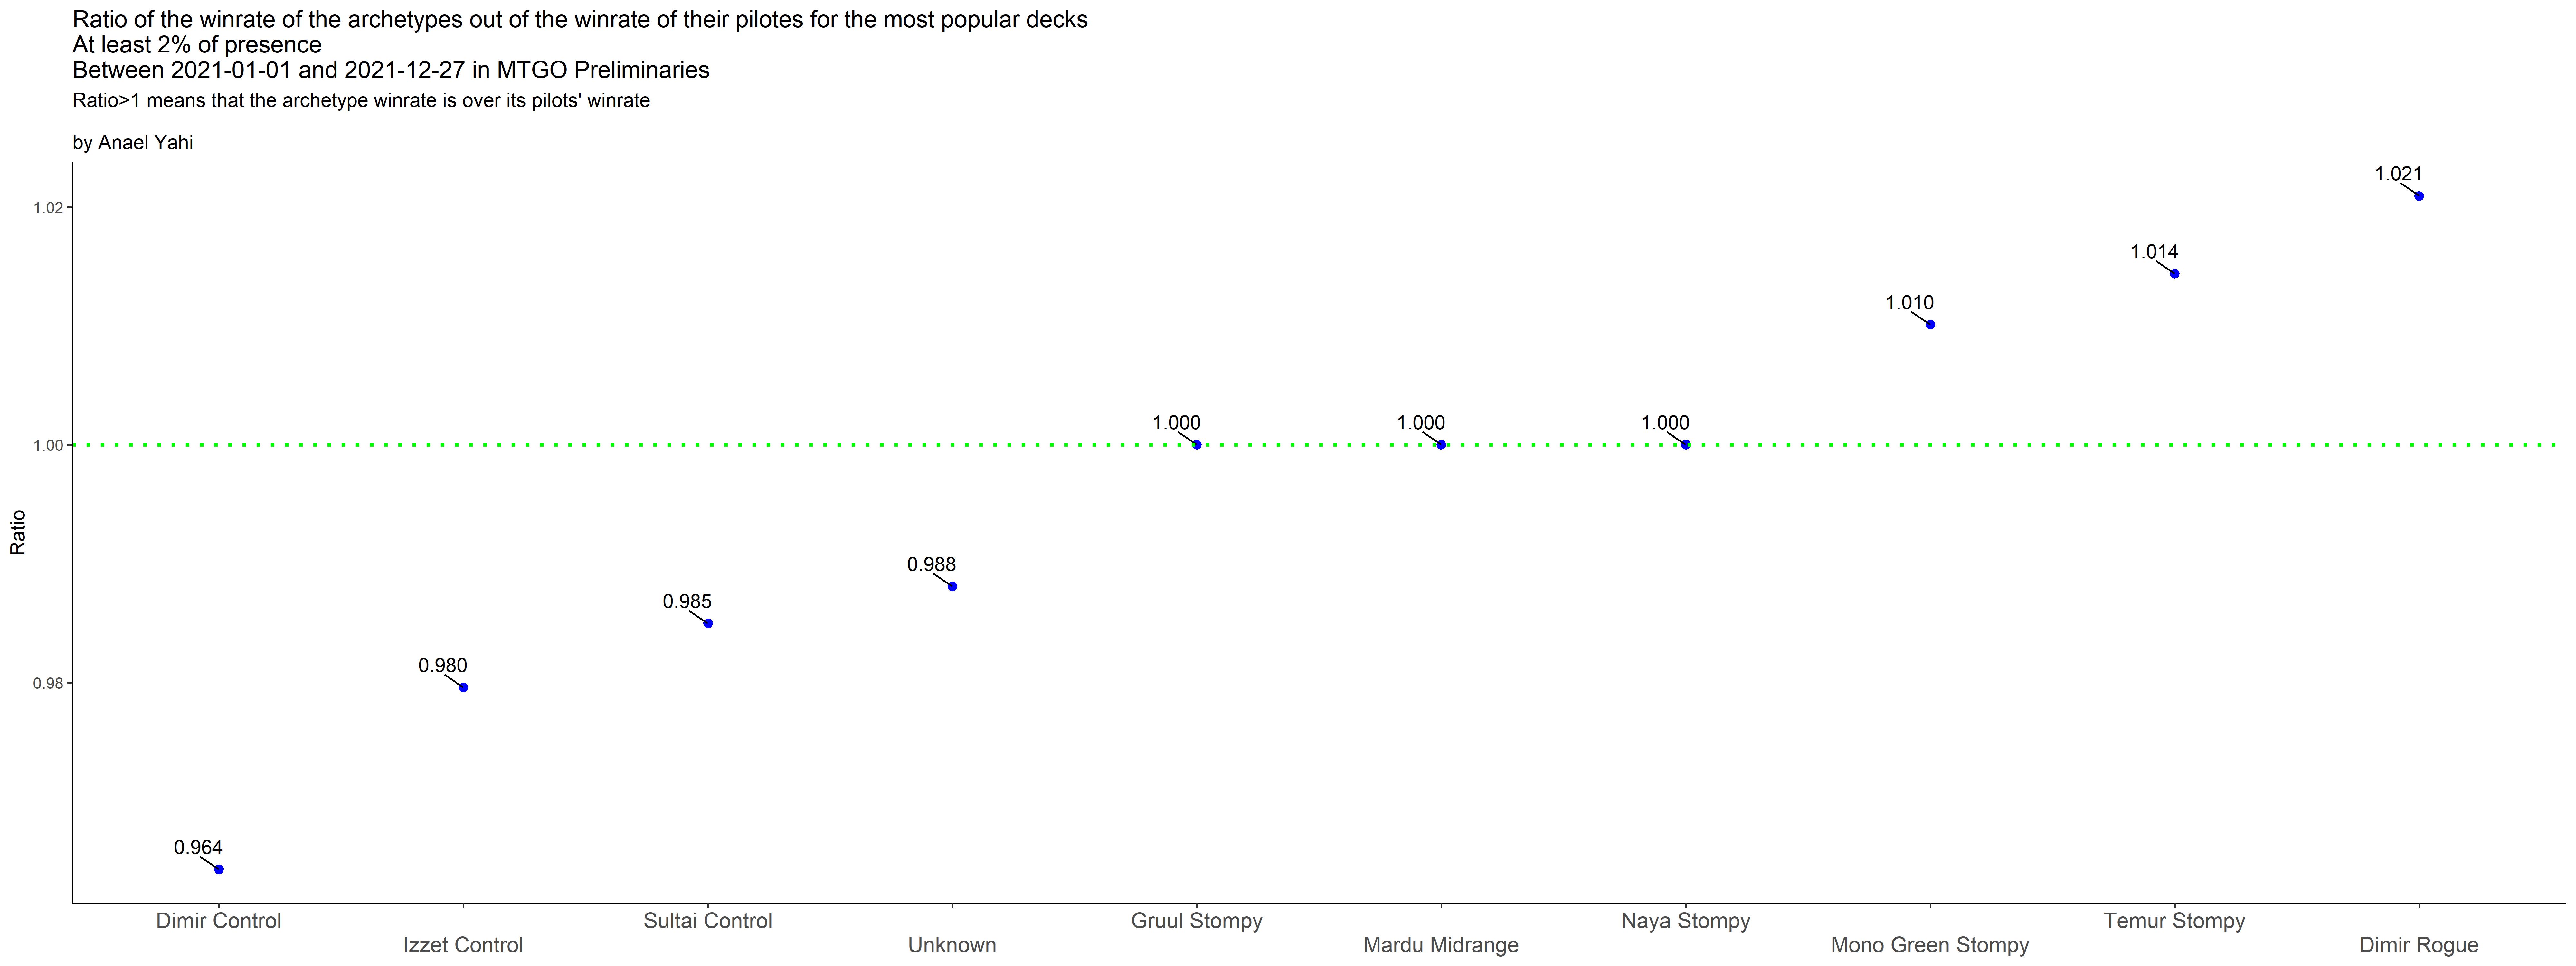 Ratio of the winrate of the archetypes out of the winrate of their pilotes for the most popular decks
At least 2% of presence
Between 2021-01-01 and 2021-12-27 in MTGO Preliminaries
Ratio>1 means that the archetype winrate is over its pilots' winrate
by Anael Yahi
1.021
1.02
1.014
1.010
1.000
1.000
1.000
1.00
Ratio
0.988
0.985
0.980
0.98
0.964
Dimir Control
Izzet Control
Sultai Control
Unknown
Gruul Stompy
Mardu Midrange
Naya Stompy
Mono Green Stompy
Temur Stompy
Dimir Rogue